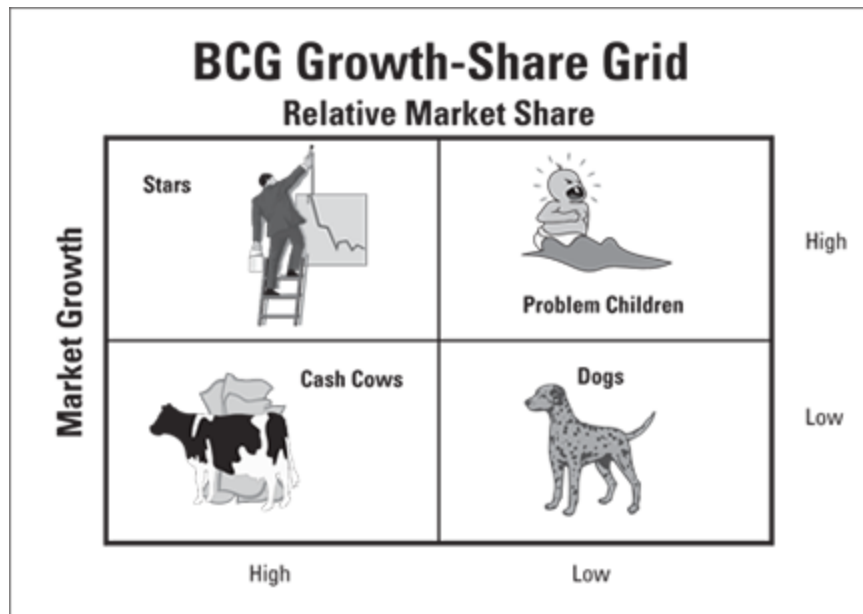 BCG Growth-Share Grid
Relative Market Share
Stars
Problem Children
High
Market Growth
Cash Cows
Dogs
Low
High
Low